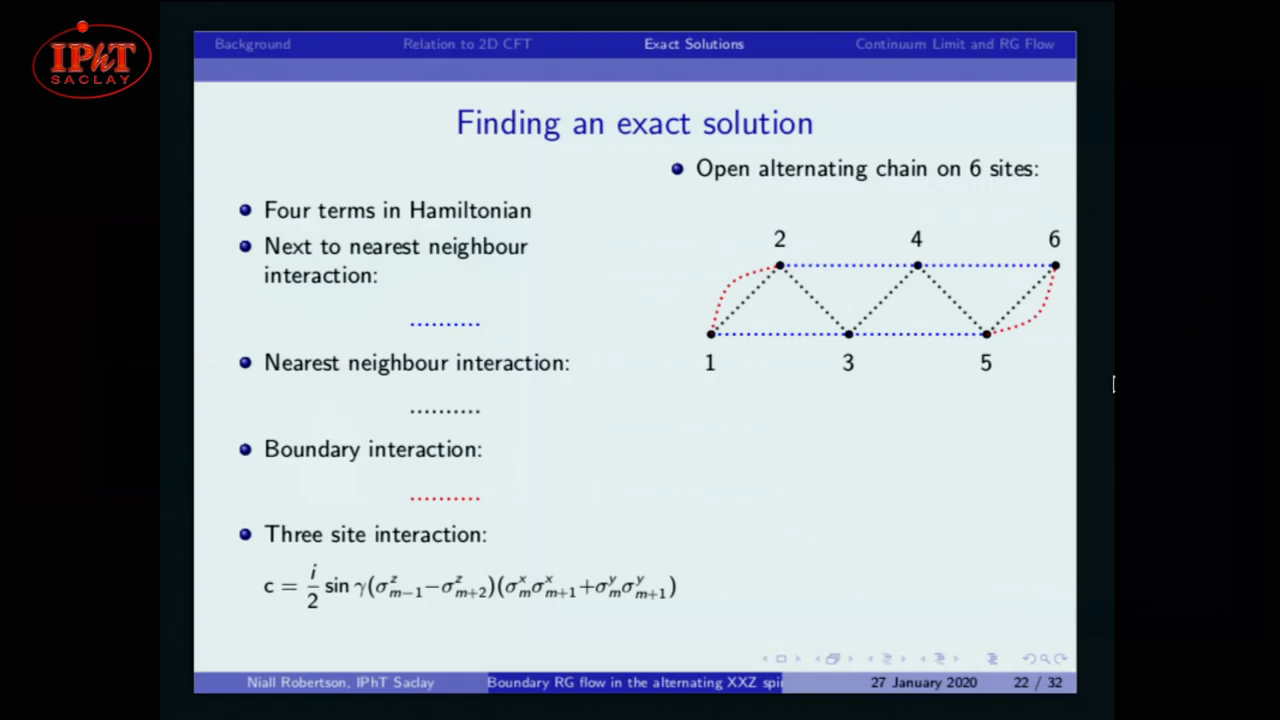 IPhT
SACLAY
Background Relation to 2D CFT Exact Solutions Continuum Limit and RG Flow
Finding an exact solution
Four terms in Hamiltonian
Next to nearest neighbour
interaction:
Nearest neighbour interaction:
Boundary interaction:
Three site interaction:
c = i/2 sin γ(σ^z_{m−1}−σ^z_{m+2})(σ^x_mσ^x_{m+1}+σ^y_mσ^y_{m+1})
Open alternating chain on 6 sites:
2 4 6
1 3 5
Niall Robertson, IPhT Saclay Boundary RG flow in the alternating XXZ spi 27 January 2020 22 / 32